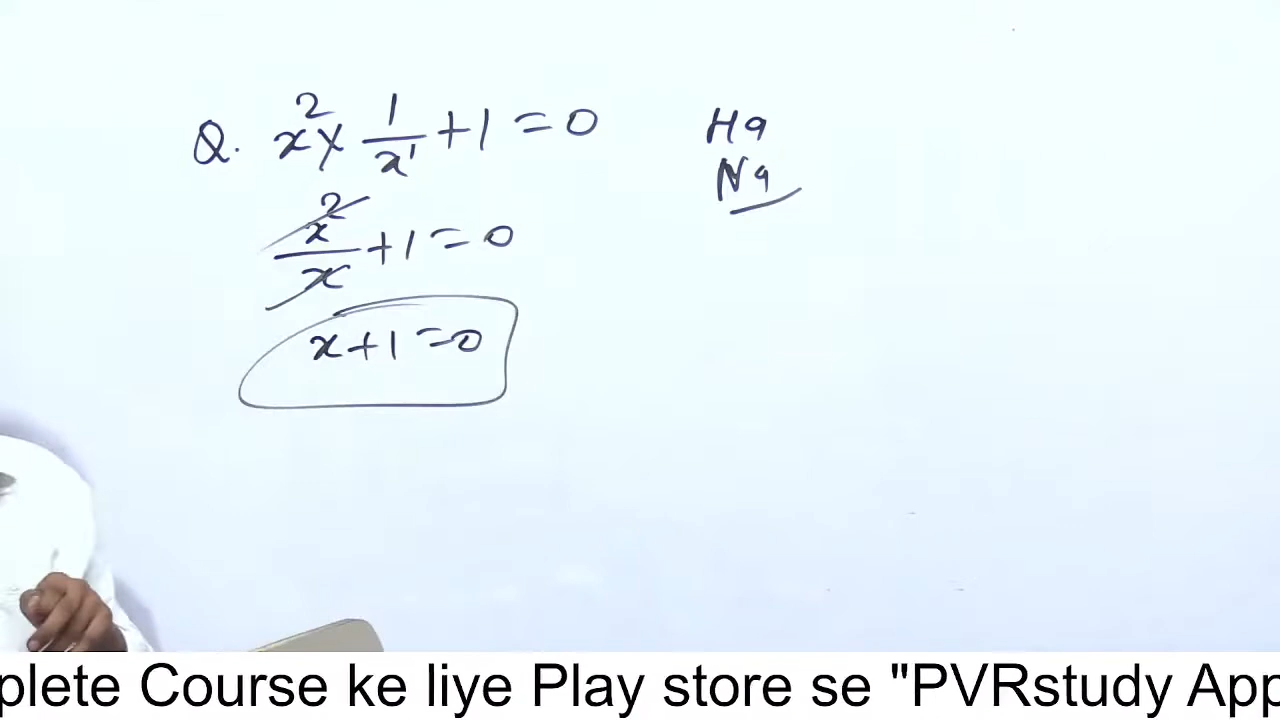 Q. x² × 1/x¹ + 1 = 0
x²/x + 1 = 0
x + 1 = 0
Ha
Na
plete Course ke liye Play store se "PVRstudy App